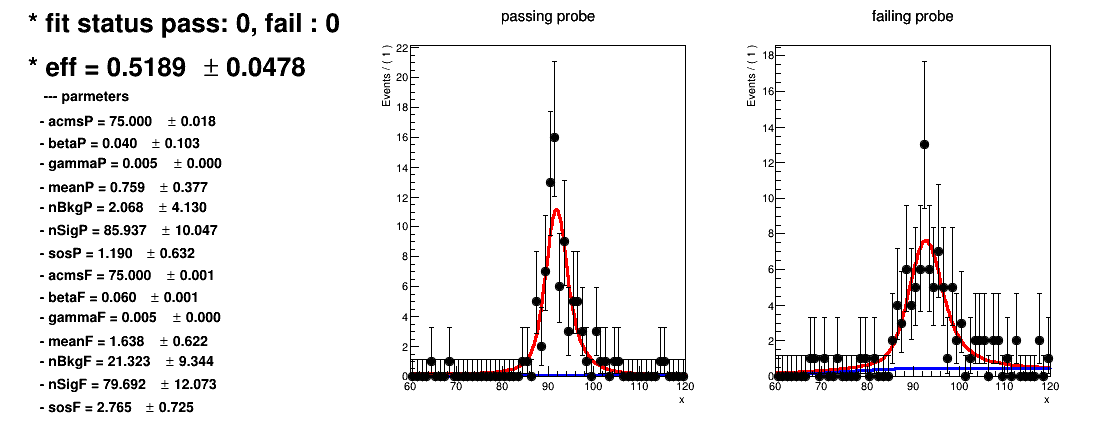 * fit status pass: 0, fail : 0
* eff = 0.5189 ± 0.0478
--- parmeters
- acmsP = 75.000 ± 0.018
- betaP = 0.040 ± 0.103
- gammaP = 0.005 ± 0.000
- meanP = 0.759 ± 0.377
- nBkgP = 2.068 ± 4.130
- nSigP = 85.937 ± 10.047
- sosP = 1.190 ± 0.632
- acmsF = 75.000 ± 0.001
- betaF = 0.060 ± 0.001
- gammaF = 0.005 ± 0.000
- meanF = 1.638 ± 0.622
- nBkgF = 21.323 ± 9.344
- nSigF = 79.692 ± 12.073
- sosF = 2.765 ± 0.725
passing probe
Events / ( 1 )
22
20
18
16
14
12
10
8
6
4
2
0
60 70 80 90 100 110 120
x
failing probe
Events / ( 1 )
18
16
14
12
10
8
6
4
2
0
60 70 80 90 100 110 120
x